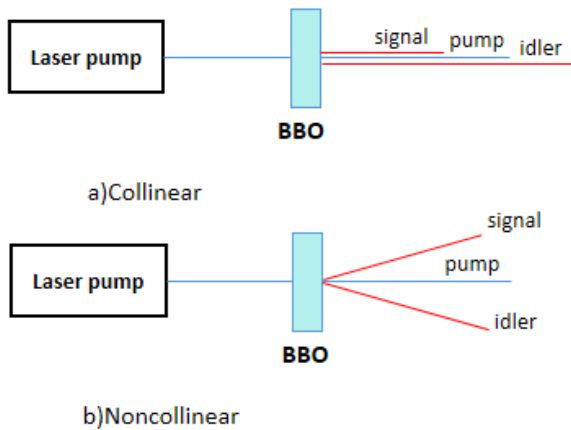 Laser pump
signal
pump
idler
BBO
a)Collinear
Laser pump
signal
pump
idler
BBO
b)Noncollinear